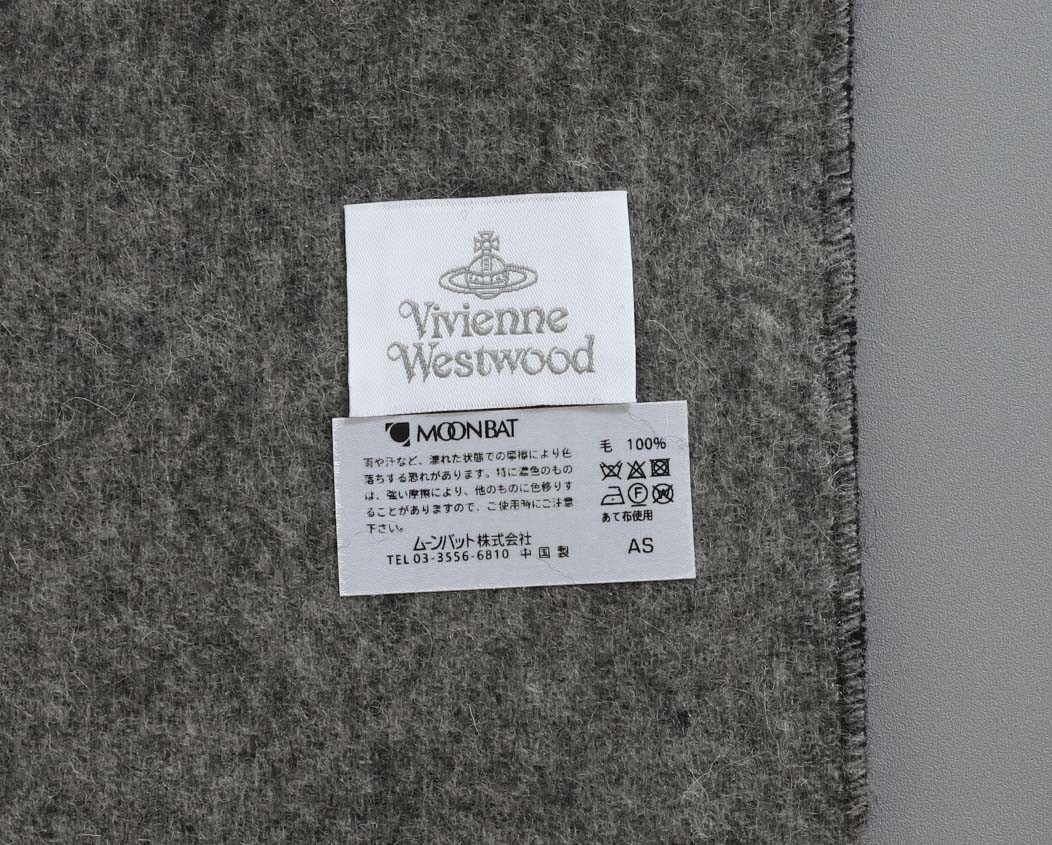 Vivienne
Westwood
MOONBAT
雨や汗など、濡れた状態での摩擦により色
落ちする恐れがあります。特に濃色のもの
は、強い摩擦により、他のものに色移りす
ることがありますので、ご使用時にご注意
下さい。
ムーンバット株式会社
TEL 03-3556-6810 中国製
毛 100%
F W
あて布使用
AS